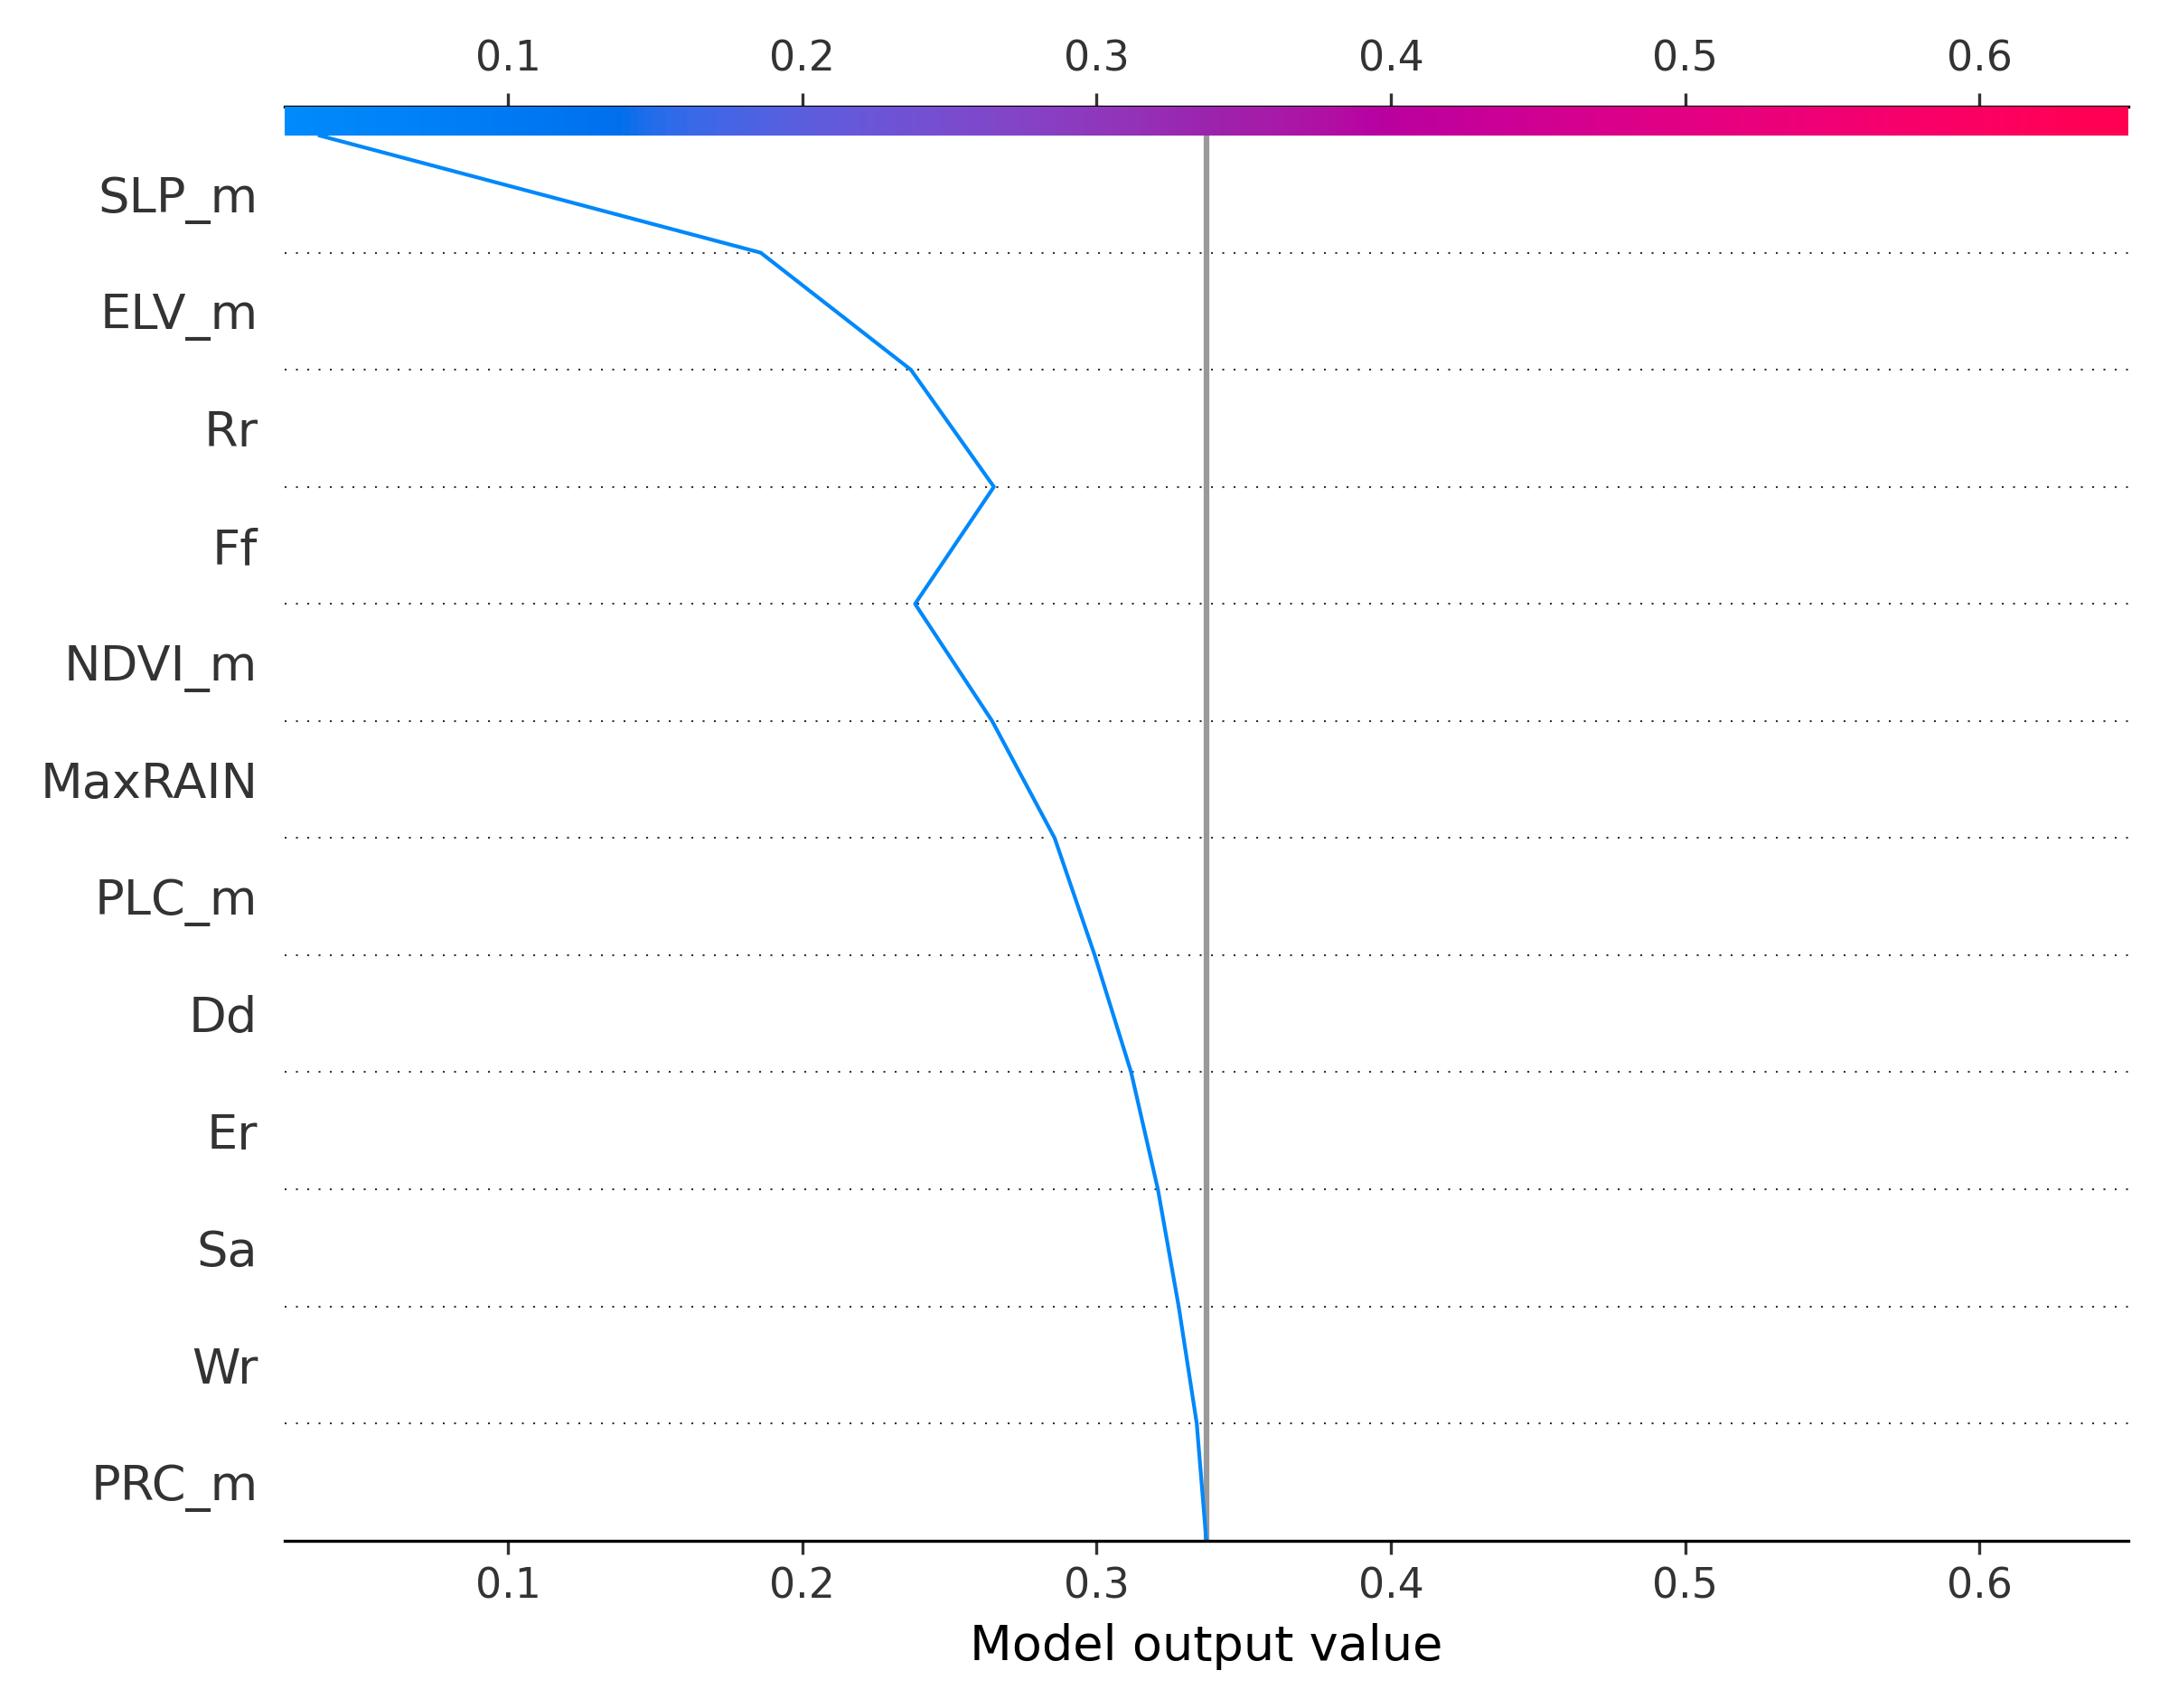 0.1 0.2 0.3 0.4 0.5 0.6
SLP_m
ELV_m
Rr
Ff
NDVI_m
MaxRAIN
PLC_m
Dd
Er
Sa
Wr
PRC_m
0.1 0.2 0.3 0.4 0.5 0.6
Model output value